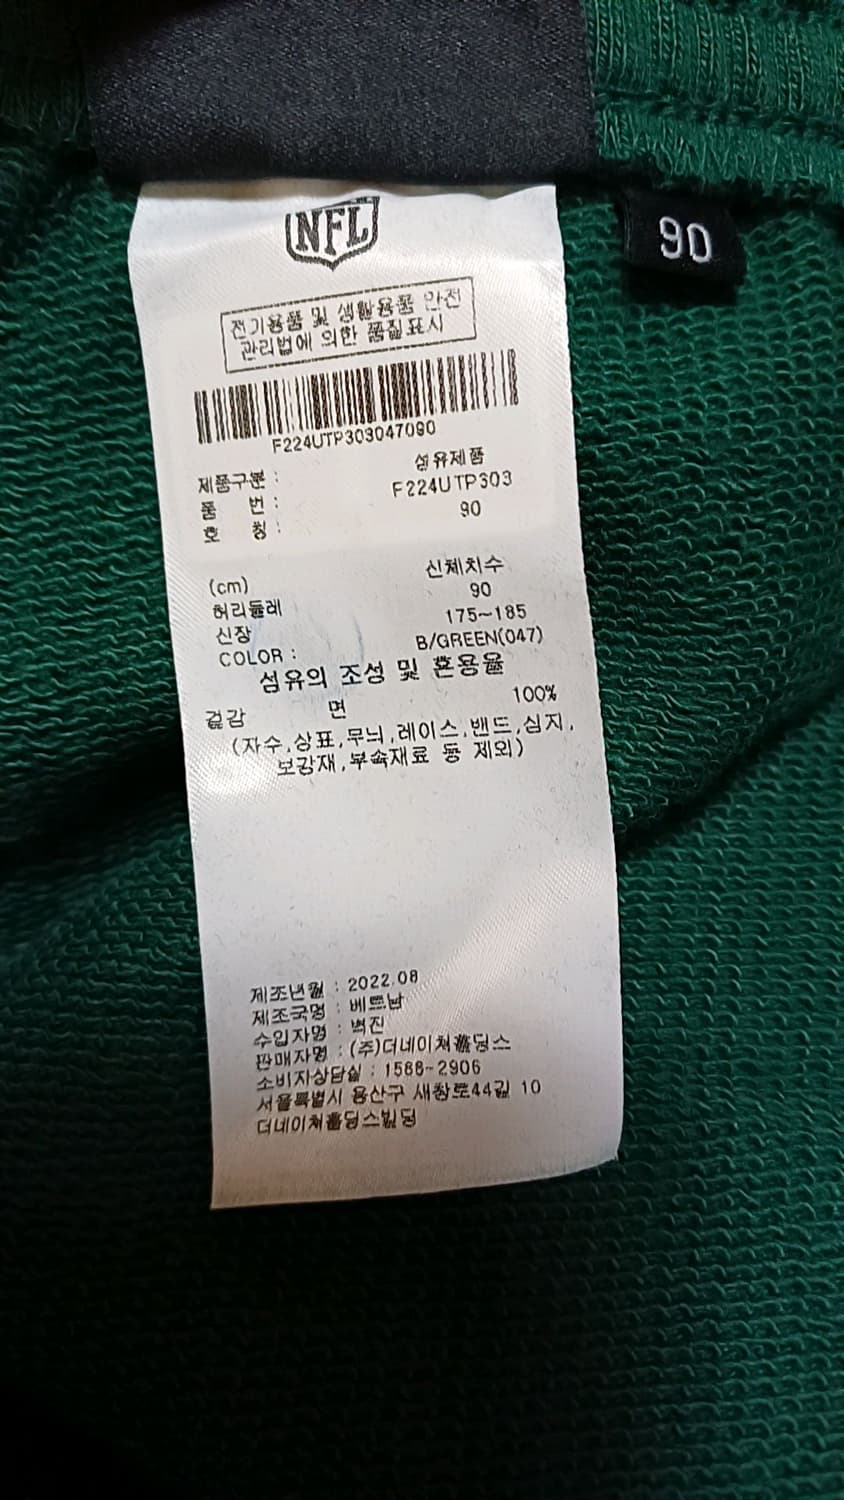 NFL
90
전기용품 및 생활용품 안전
관리법에 의한 품질표시
F224UTP303047090
제품구분 : 섬유제품
품 번 : F224UTP303
호 칭 : 90
(cm) 신체치수
허리둘레 90
신장 175~185
COLOR : B/GREEN(047)
섬유의 조성 및 혼용율
겉감 면 100%
(자수,상표,무늬,레이스,밴드,심지,
보강재,부속재료 등 제외)
제조년월 : 2022.08
제조국명 : 베트남
수입자명 : 백진
판매자명 : (주)더네이쳐홀딩스
소비자상담실 : 1566-2906
서울특별시 용산구 새창로44길 10
더네이쳐홀딩스빌딩